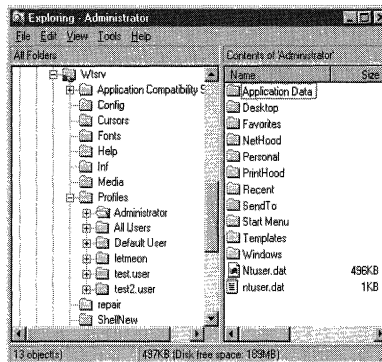 Exploring - Administrator
File Edit View Tools Help
All Folders
Contents of 'Administrator'
Wtsrv
Application Compatibility S
Config
Cursors
Fonts
Help
Inf
Media
Profiles
Administrator
All Users
Default User
letmeon
test.user
test2.user
repair
ShellNew
Name Size
Application Data
Desktop
Favorites
NetHood
Personal
PrintHood
Recent
SendTo
Start Menu
Templates
Windows
Ntuser.dat 496KB
ntuser.dat 1KB
13 object(s) 497KB (Disk free space: 189MB)